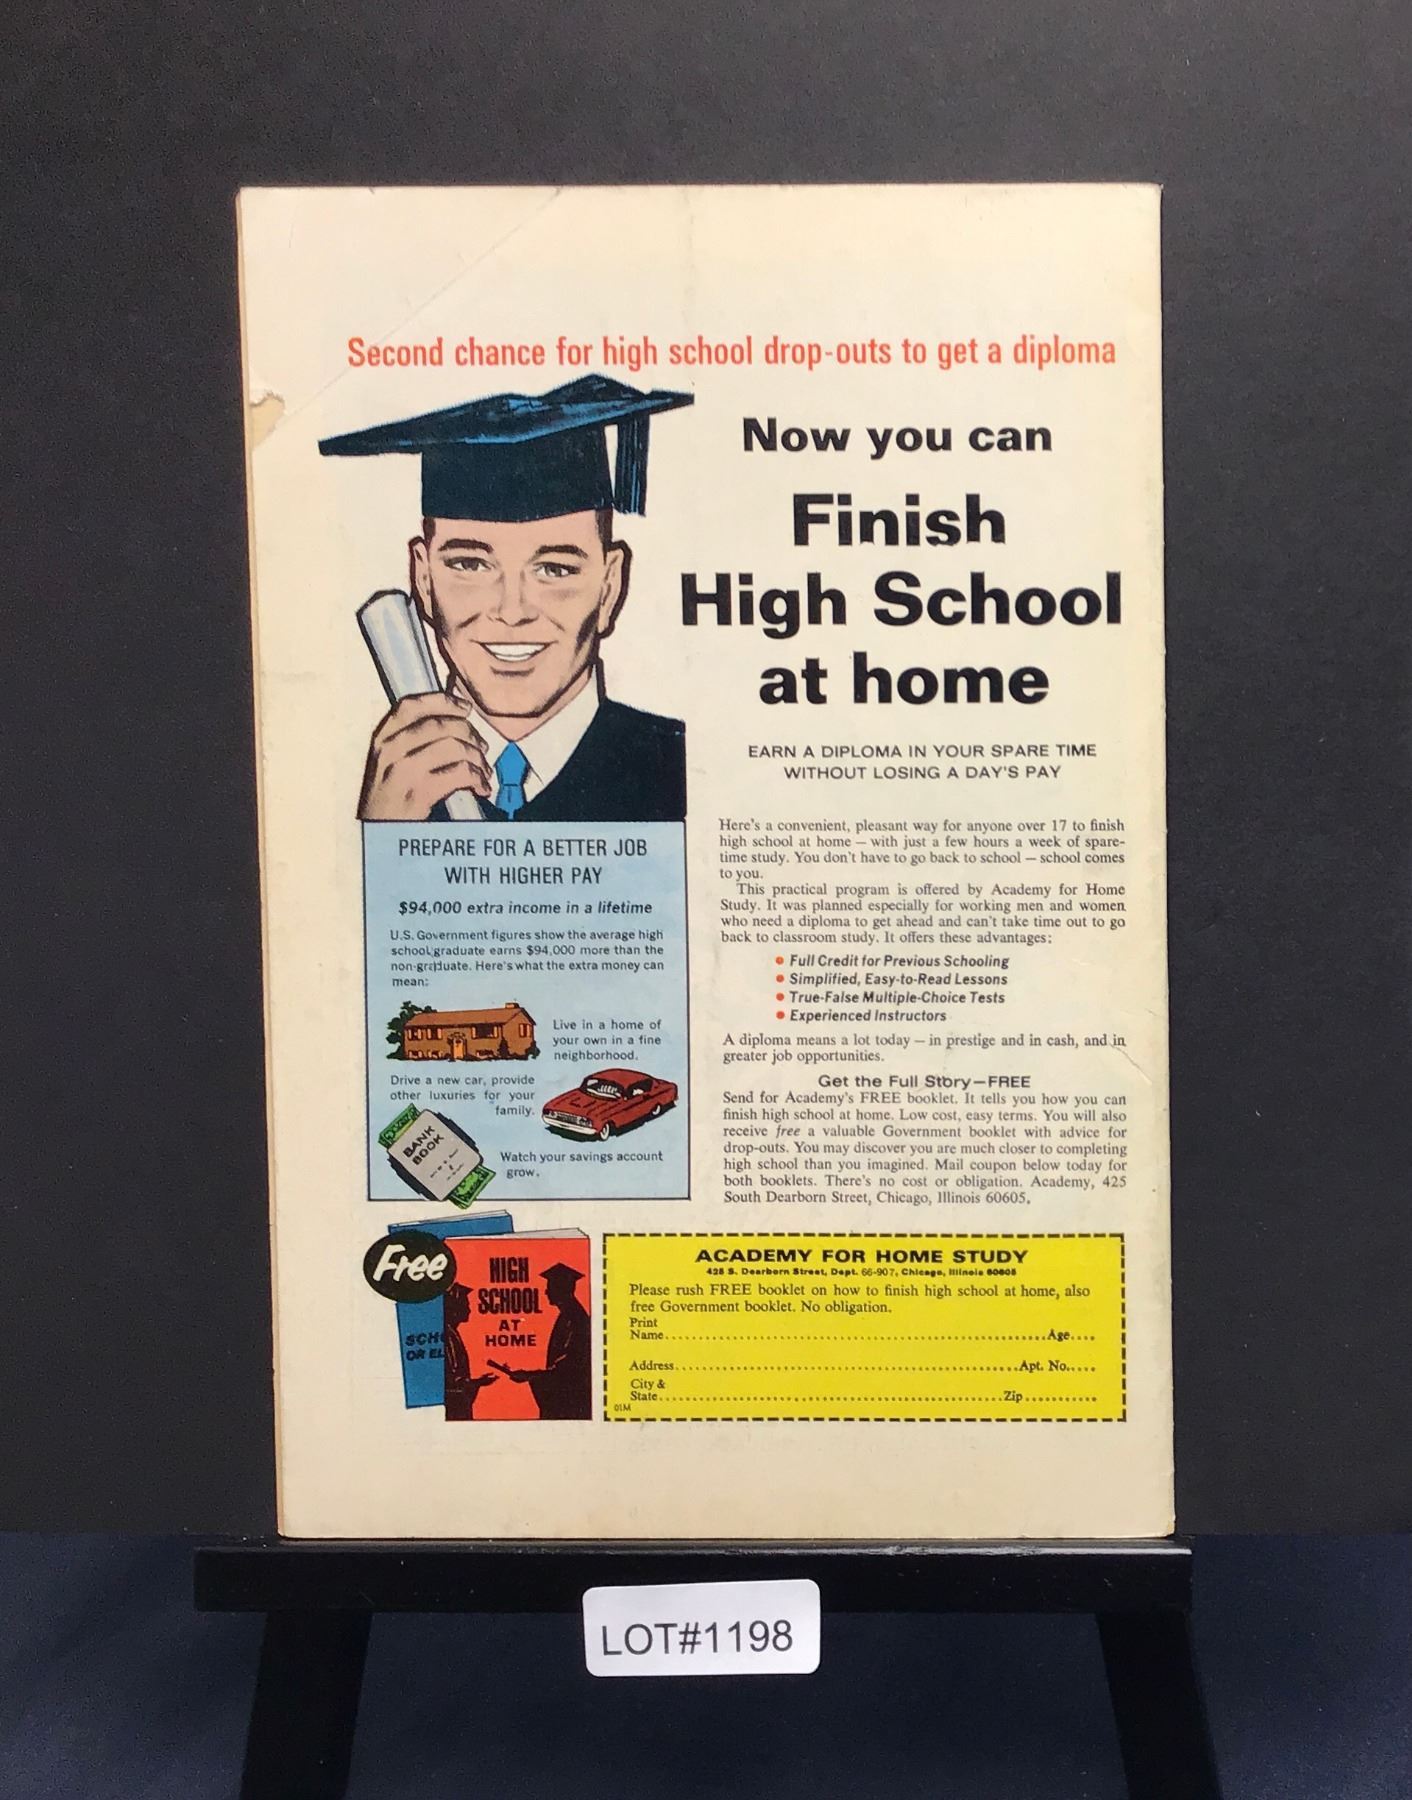 Second chance for high school drop-outs to get a diploma
Now you can
Finish
High School
at home
EARN A DIPLOMA IN YOUR SPARE TIME
WITHOUT LOSING A DAY'S PAY
PREPARE FOR A BETTER JOB
WITH HIGHER PAY
$94,000 extra income in a lifetime
U.S. Government figures show the average high
school graduate earns $94,000 more than the
non-graduate. Here's what the extra money can
mean:
Live in a home of
your own in a fine
neighborhood.
Drive a new car, provide
other luxuries for your
family.
BANK
BOOK
Watch your savings account
grow.
Here's a convenient, pleasant way for anyone over 17 to finish
high school at home — with just a few hours a week of spare-
time study. You don't have to go back to school — school comes
to you.
This practical program is offered by Academy for Home
Study. It was planned especially for working men and women
who need a diploma to get ahead and can't take time out to go
back to classroom study. It offers these advantages:
• Full Credit for Previous Schooling
• Simplified, Easy-to-Read Lessons
• True-False Multiple-Choice Tests
• Experienced Instructors
A diploma means a lot today — in prestige and in cash, and in
greater job opportunities.
Get the Full Story—FREE
Send for Academy's FREE booklet. It tells you how you can
finish high school at home. Low cost, easy terms. You will also
receive free a valuable Government booklet with advice for
drop-outs. You may discover you are much closer to completing
high school than you imagined. Mail coupon below today for
both booklets. There's no cost or obligation. Academy, 425
South Dearborn Street, Chicago, Illinois 60605.
Free
SCHO
OR EL
HIGH
SCHOOL
AT
HOME
ACADEMY FOR HOME STUDY
425 S. Dearborn Street, Dept. 66-907, Chicago, Illinois 60605
Please rush FREE booklet on how to finish high school at home, also
free Government booklet. No obligation.
Print
Name.......Age....
Address.......Apt. No.....
City &
State.......Zip..........
01M
LOT#1198